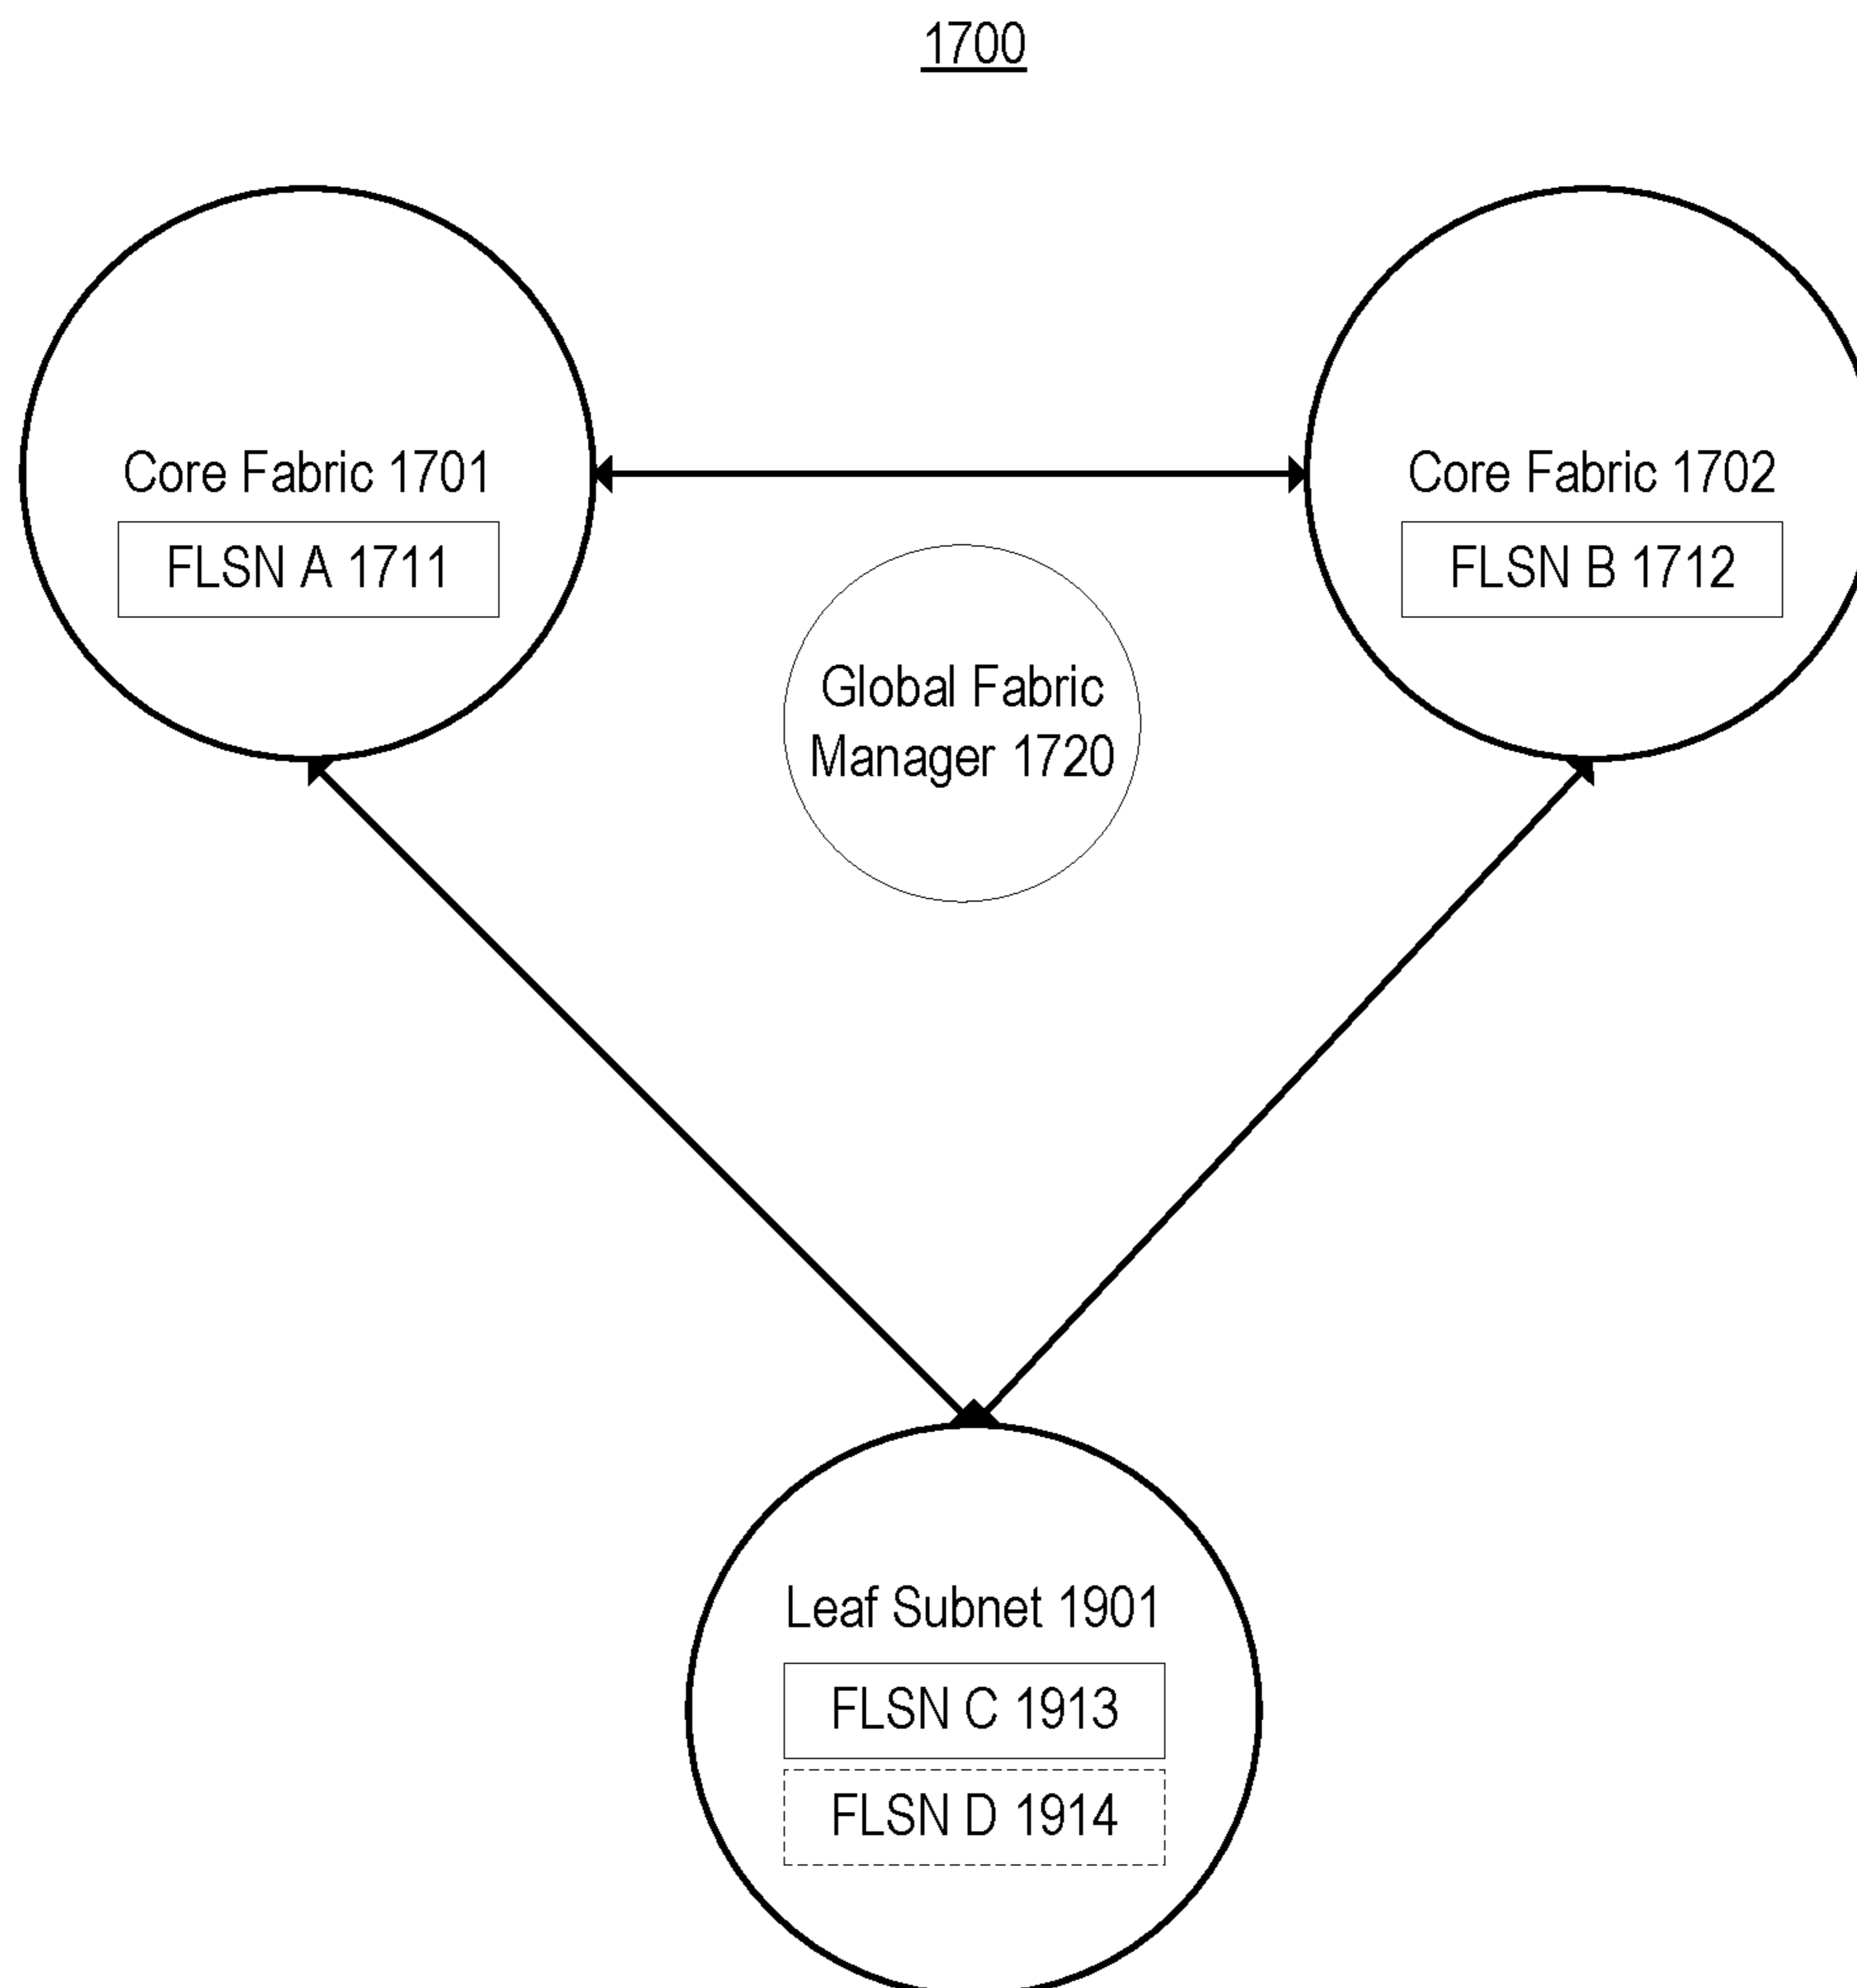 1700
Core Fabric 1701
FLSN A 1711
Core Fabric 1702
FLSN B 1712
Global Fabric
Manager 1720
Leaf Subnet 1901
FLSN C 1913
FLSN D 1914